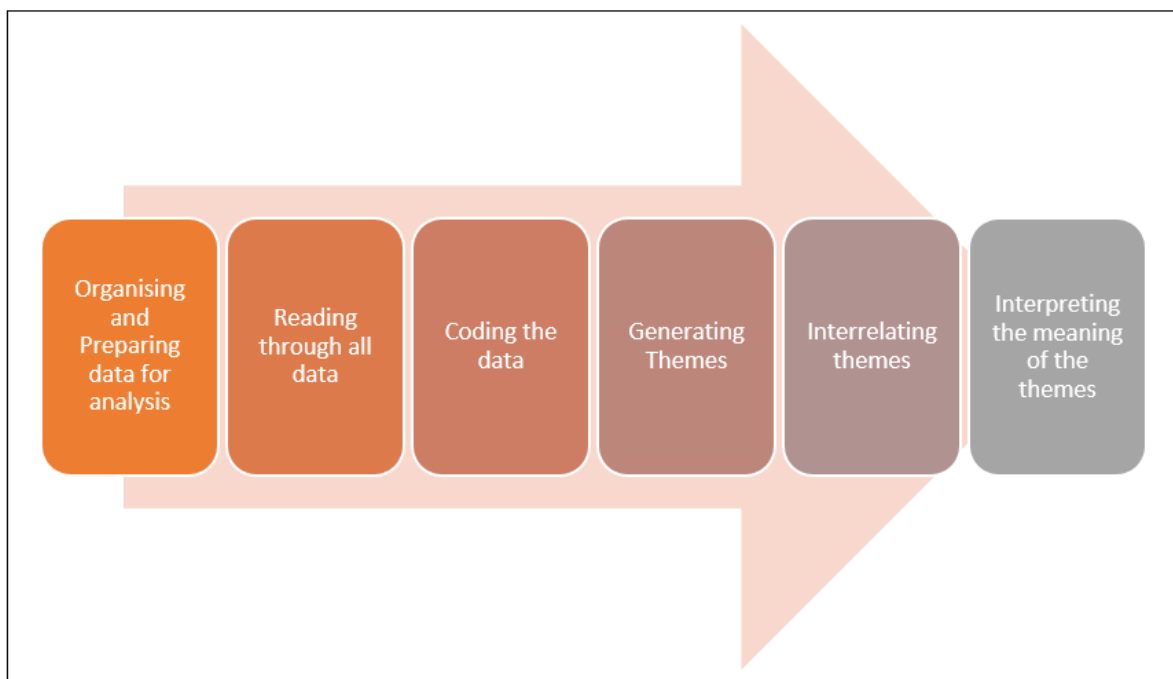 Organising
and
Preparing
data for
analysis
Reading
through all
data
Coding the
data
Generating
Themes
Interrelating
themes
Interpreting
the meaning
of the
themes